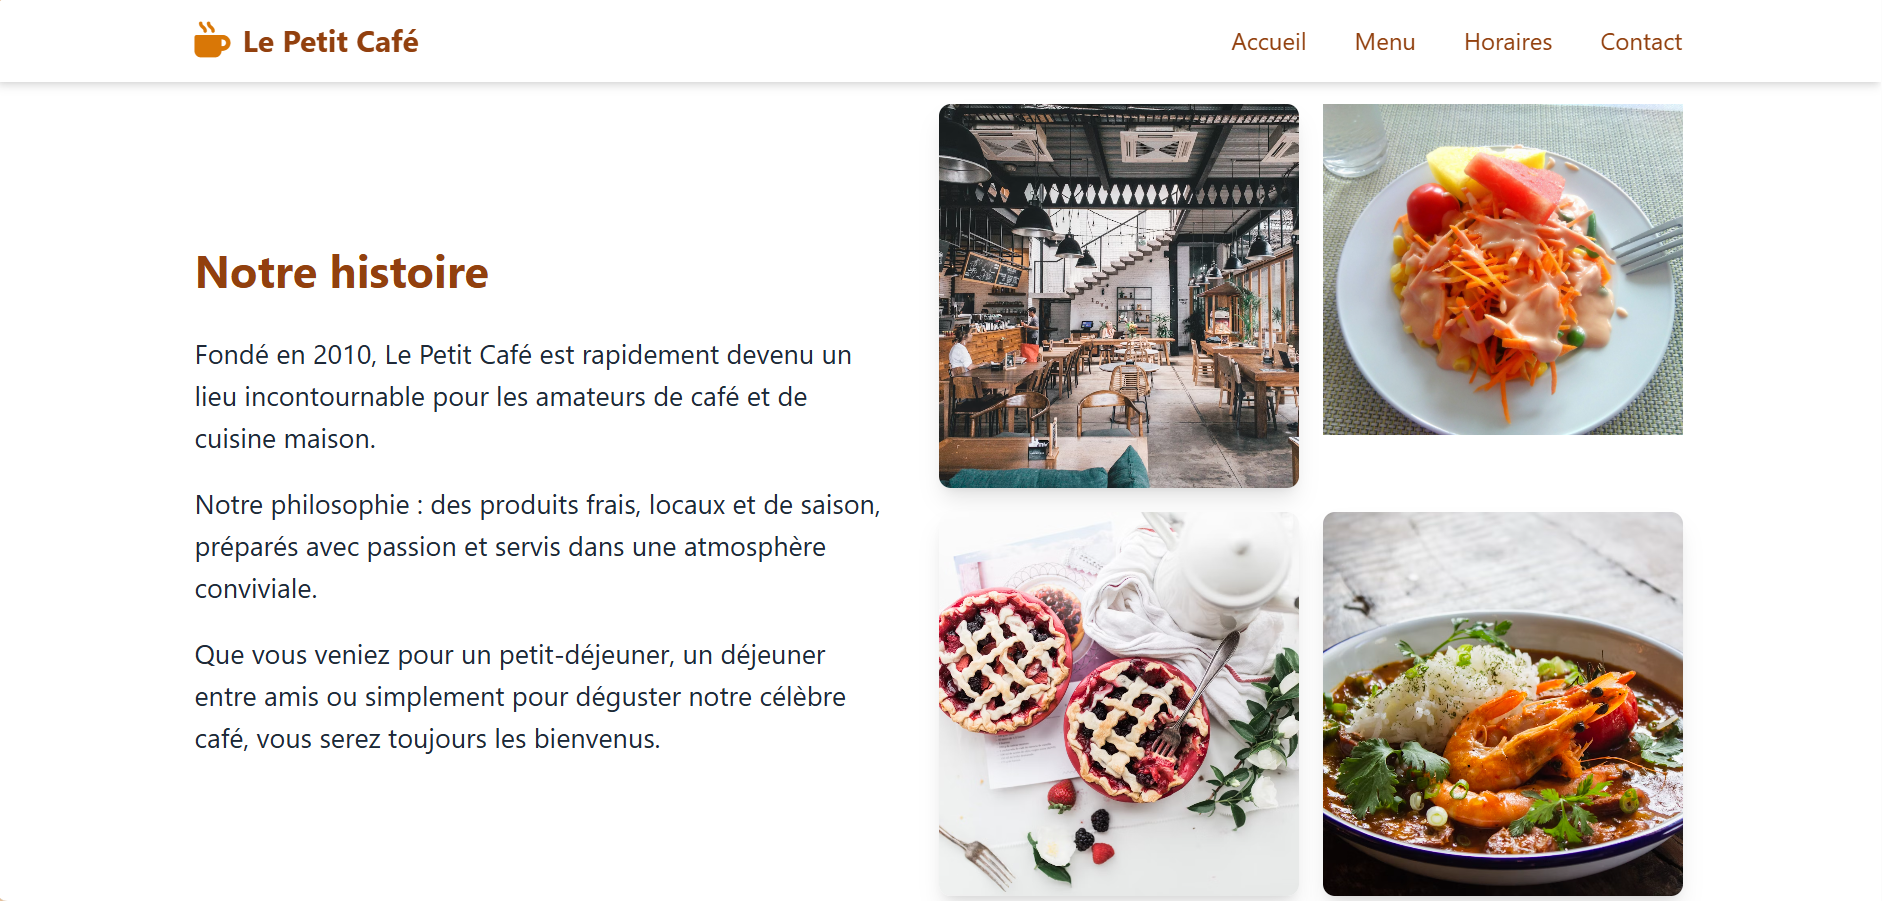 Le Petit Café
Accueil Menu Horaires Contact
Notre histoire
Fondé en 2010, Le Petit Café est rapidement devenu un
lieu incontournable pour les amateurs de café et de
cuisine maison.
Notre philosophie : des produits frais, locaux et de saison,
préparés avec passion et servis dans une atmosphère
conviviale.
Que vous veniez pour un petit-déjeuner, un déjeuner
entre amis ou simplement pour déguster notre célèbre
café, vous serez toujours les bienvenus.